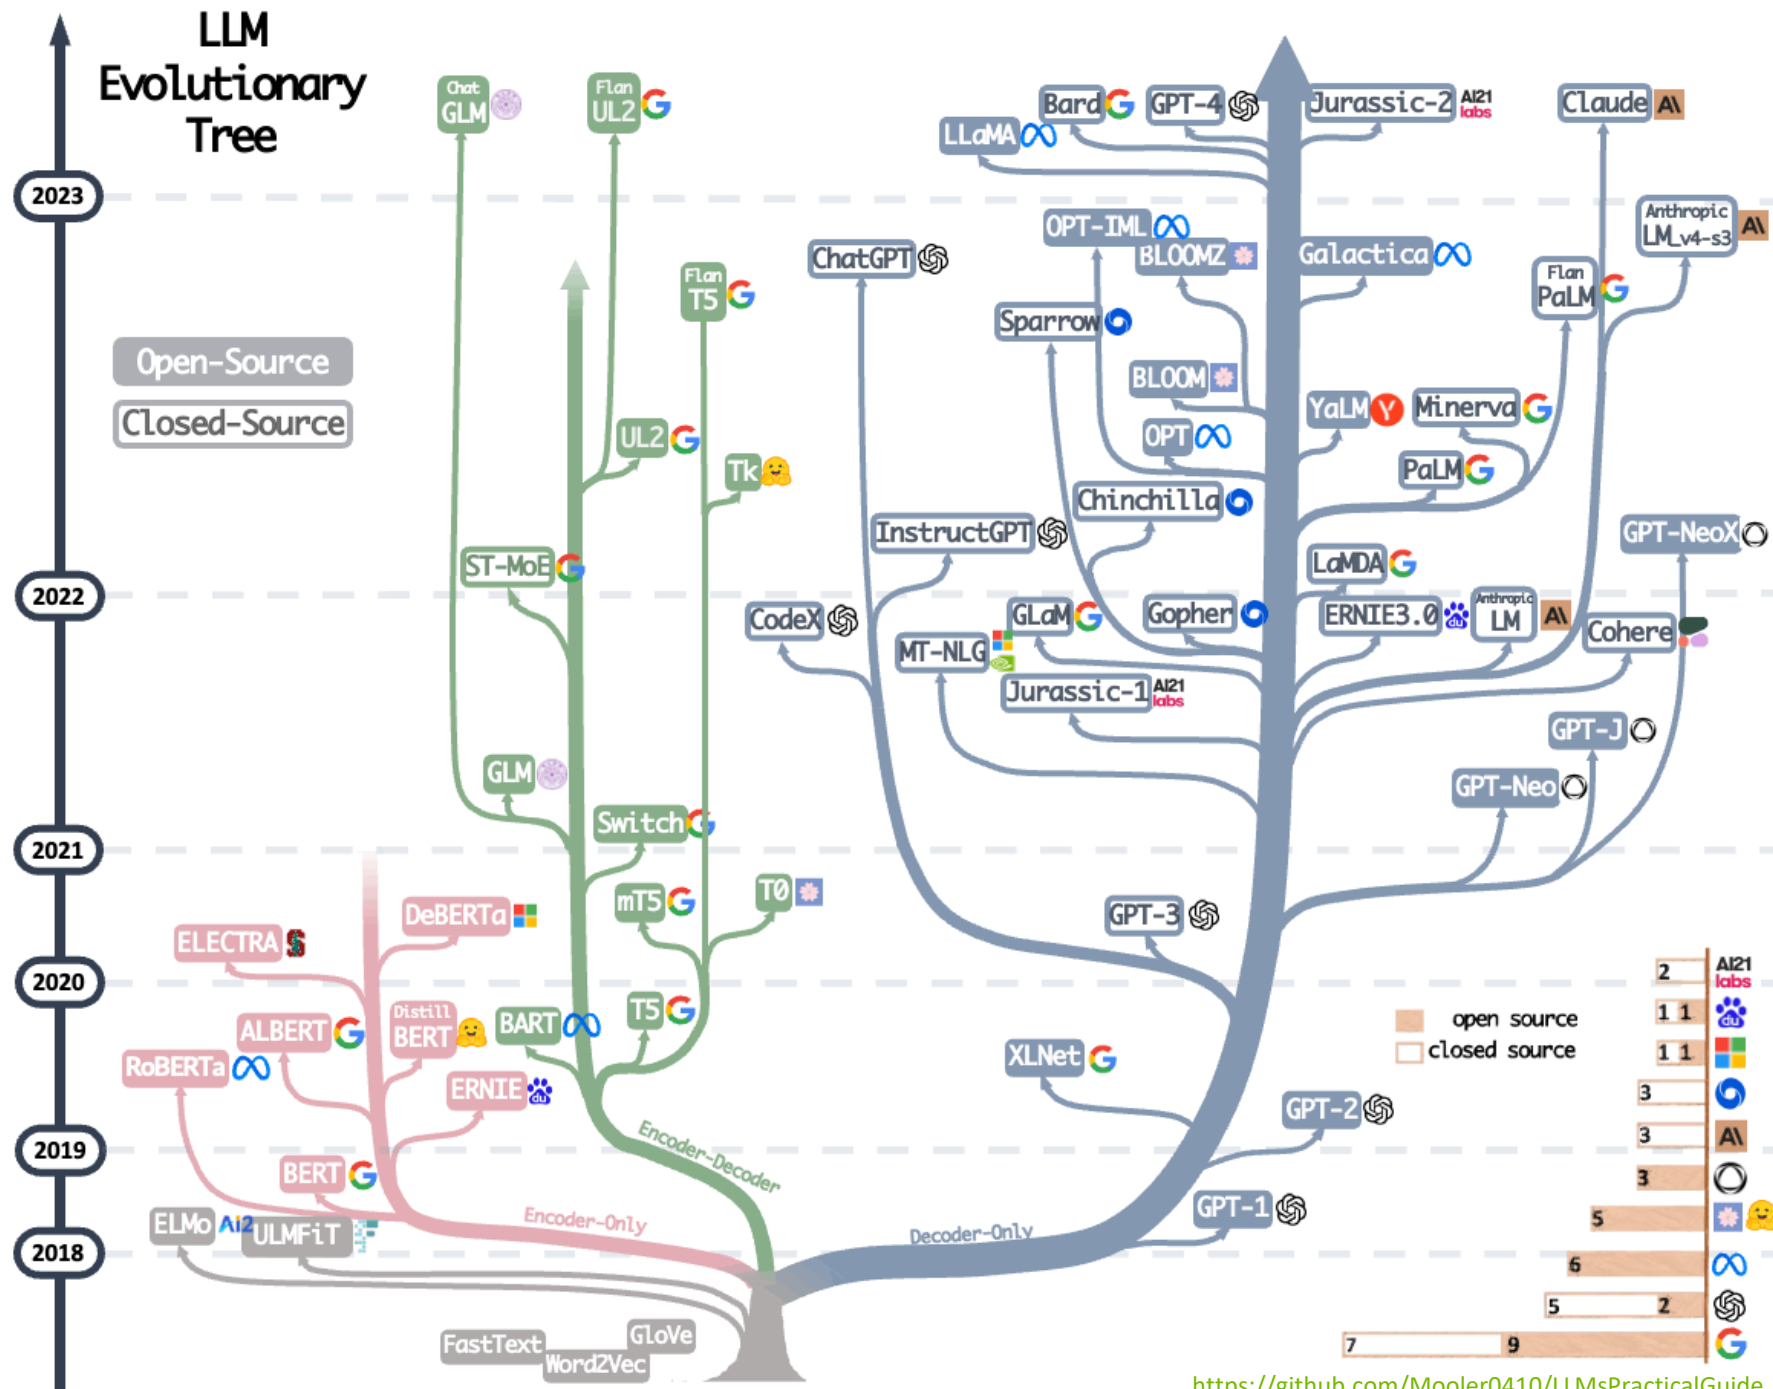 LLM
Evolutionary
Tree
2023
2022
2021
2020
2019
2018
Open-Source
Closed-Source
Chat
GLM
Flan
UL2
Flan
T5
UL2
Tk
ST-MoE
GLM
Switch
mT5
T0
T5
BART
Encoder-Decoder
DeBERTa
ELECTRA
Distill
BERT
ALBERT
RoBERTa
ERNIE
BERT
Encoder-Only
ELMo
Ai2
ULMFiT
FastText
Word2Vec
GloVe
Bard
GPT-4
Jurassic-2
AI21
labs
Claude
A\
LLaMA
OPT-IML
BLOOMZ
Galactica
Anthropic
LM_v4-s3
A\
ChatGPT
Flan
PaLM
Sparrow
BLOOM
YaLM
Y
Minerva
OPT
PaLM
Chinchilla
InstructGPT
GPT-NeoX
LaMDA
CodeX
GLaM
Gopher
ERNIE3.0
du
Anthropic
LM
A\
Cohere
MT-NLG
Jurassic-1
AI21
labs
GPT-J
GPT-Neo
GPT-3
XLNet
GPT-2
GPT-1
Decoder-Only
du
open source
closed source
2
AI21
labs
1 1
du
1 1
3
3
A\
3
5
6
5 2
7 9
https://github.com/Mooler0410/LLMsPracticalGuide